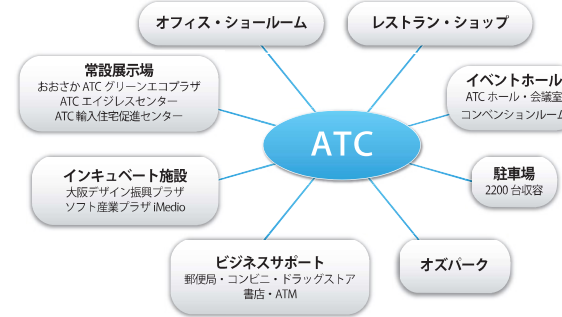 オフィス・ショールーム
レストラン・ショップ
常設展示場
おおさか ATC グリーンエコプラザ
ATC エイジレスセンター
ATC 輸入住宅促進センター
イベントホール
ATC ホール・会議室
コンベンションルーム
ATC
インキュベート施設
大阪デザイン振興プラザ
ソフト産業プラザ iMedio
駐車場
2200 台収容
ビジネスサポート
郵便局・コンビニ・ドラッグストア
書店・ATM
オズパーク